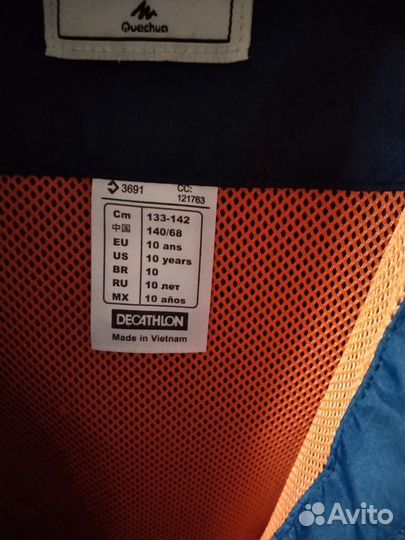 Quechua
3691 CC:
121763
Cm 133-142
中国 140/68
EU 10 ans
US 10 years
BR 10
RU 10 лет
MX 10 años
DECATHLON
Made in Vietnam
Avito